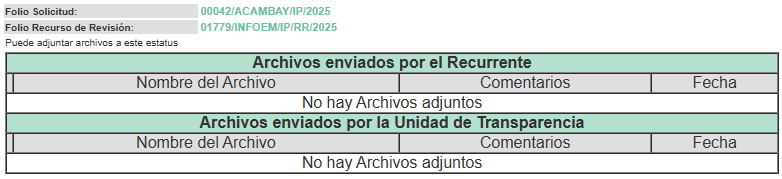 Folio Solicitud: 00042/ACAMBAY/IP/2025
Folio Recurso de Revisión: 01779/INFOEM/IP/RR/2025
Puede adjuntar archivos a este estatus
Archivos enviados por el Recurrente
Nombre del Archivo Comentarios Fecha
No hay Archivos adjuntos
Archivos enviados por la Unidad de Transparencia
Nombre del Archivo Comentarios Fecha
No hay Archivos adjuntos